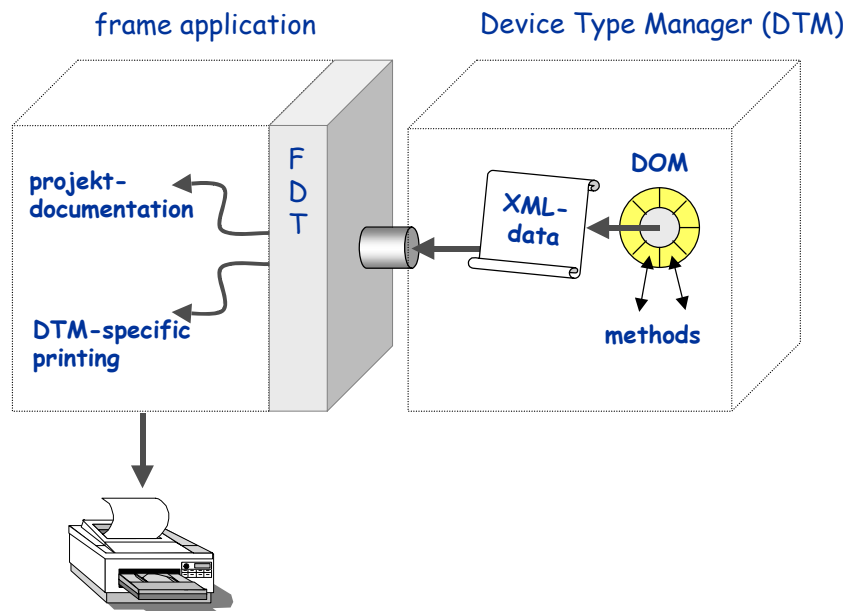 frame application
Device Type Manager (DTM)
F
D
T
projekt-
documentation
DTM-specific
printing
XML-
data
DOM
methods